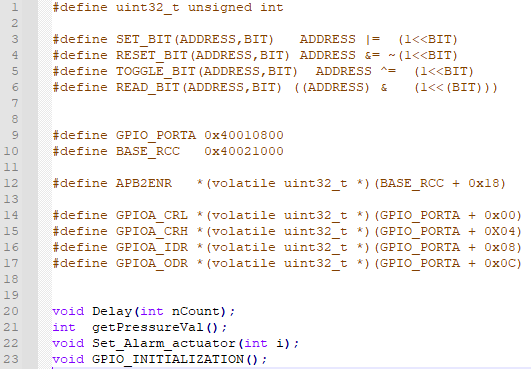 1 #define uint32_t unsigned int
2
3 #define SET_BIT(ADDRESS,BIT)   ADDRESS |=  (1<<BIT)
4 #define RESET_BIT(ADDRESS,BIT) ADDRESS &= ~(1<<BIT)
5 #define TOGGLE_BIT(ADDRESS,BIT)  ADDRESS ^=  (1<<BIT)
6 #define READ_BIT(ADDRESS,BIT) ((ADDRESS) &   (1<<(BIT)))
7
8
9 #define GPIO_PORTA 0x40010800
10 #define BASE_RCC   0x40021000
11
12 #define APB2ENR  *(volatile uint32_t *)(BASE_RCC + 0x18)
13
14 #define GPIOA_CRL *(volatile uint32_t *)(GPIO_PORTA + 0x00)
15 #define GPIOA_CRH *(volatile uint32_t *)(GPIO_PORTA + 0X04)
16 #define GPIOA_IDR *(volatile uint32_t *)(GPIO_PORTA + 0x08)
17 #define GPIOA_ODR *(volatile uint32_t *)(GPIO_PORTA + 0x0C)
18
19
20 void Delay(int nCount);
21 int  getPressureVal();
22 void Set_Alarm_actuator(int i);
23 void GPIO_INITIALIZATION();